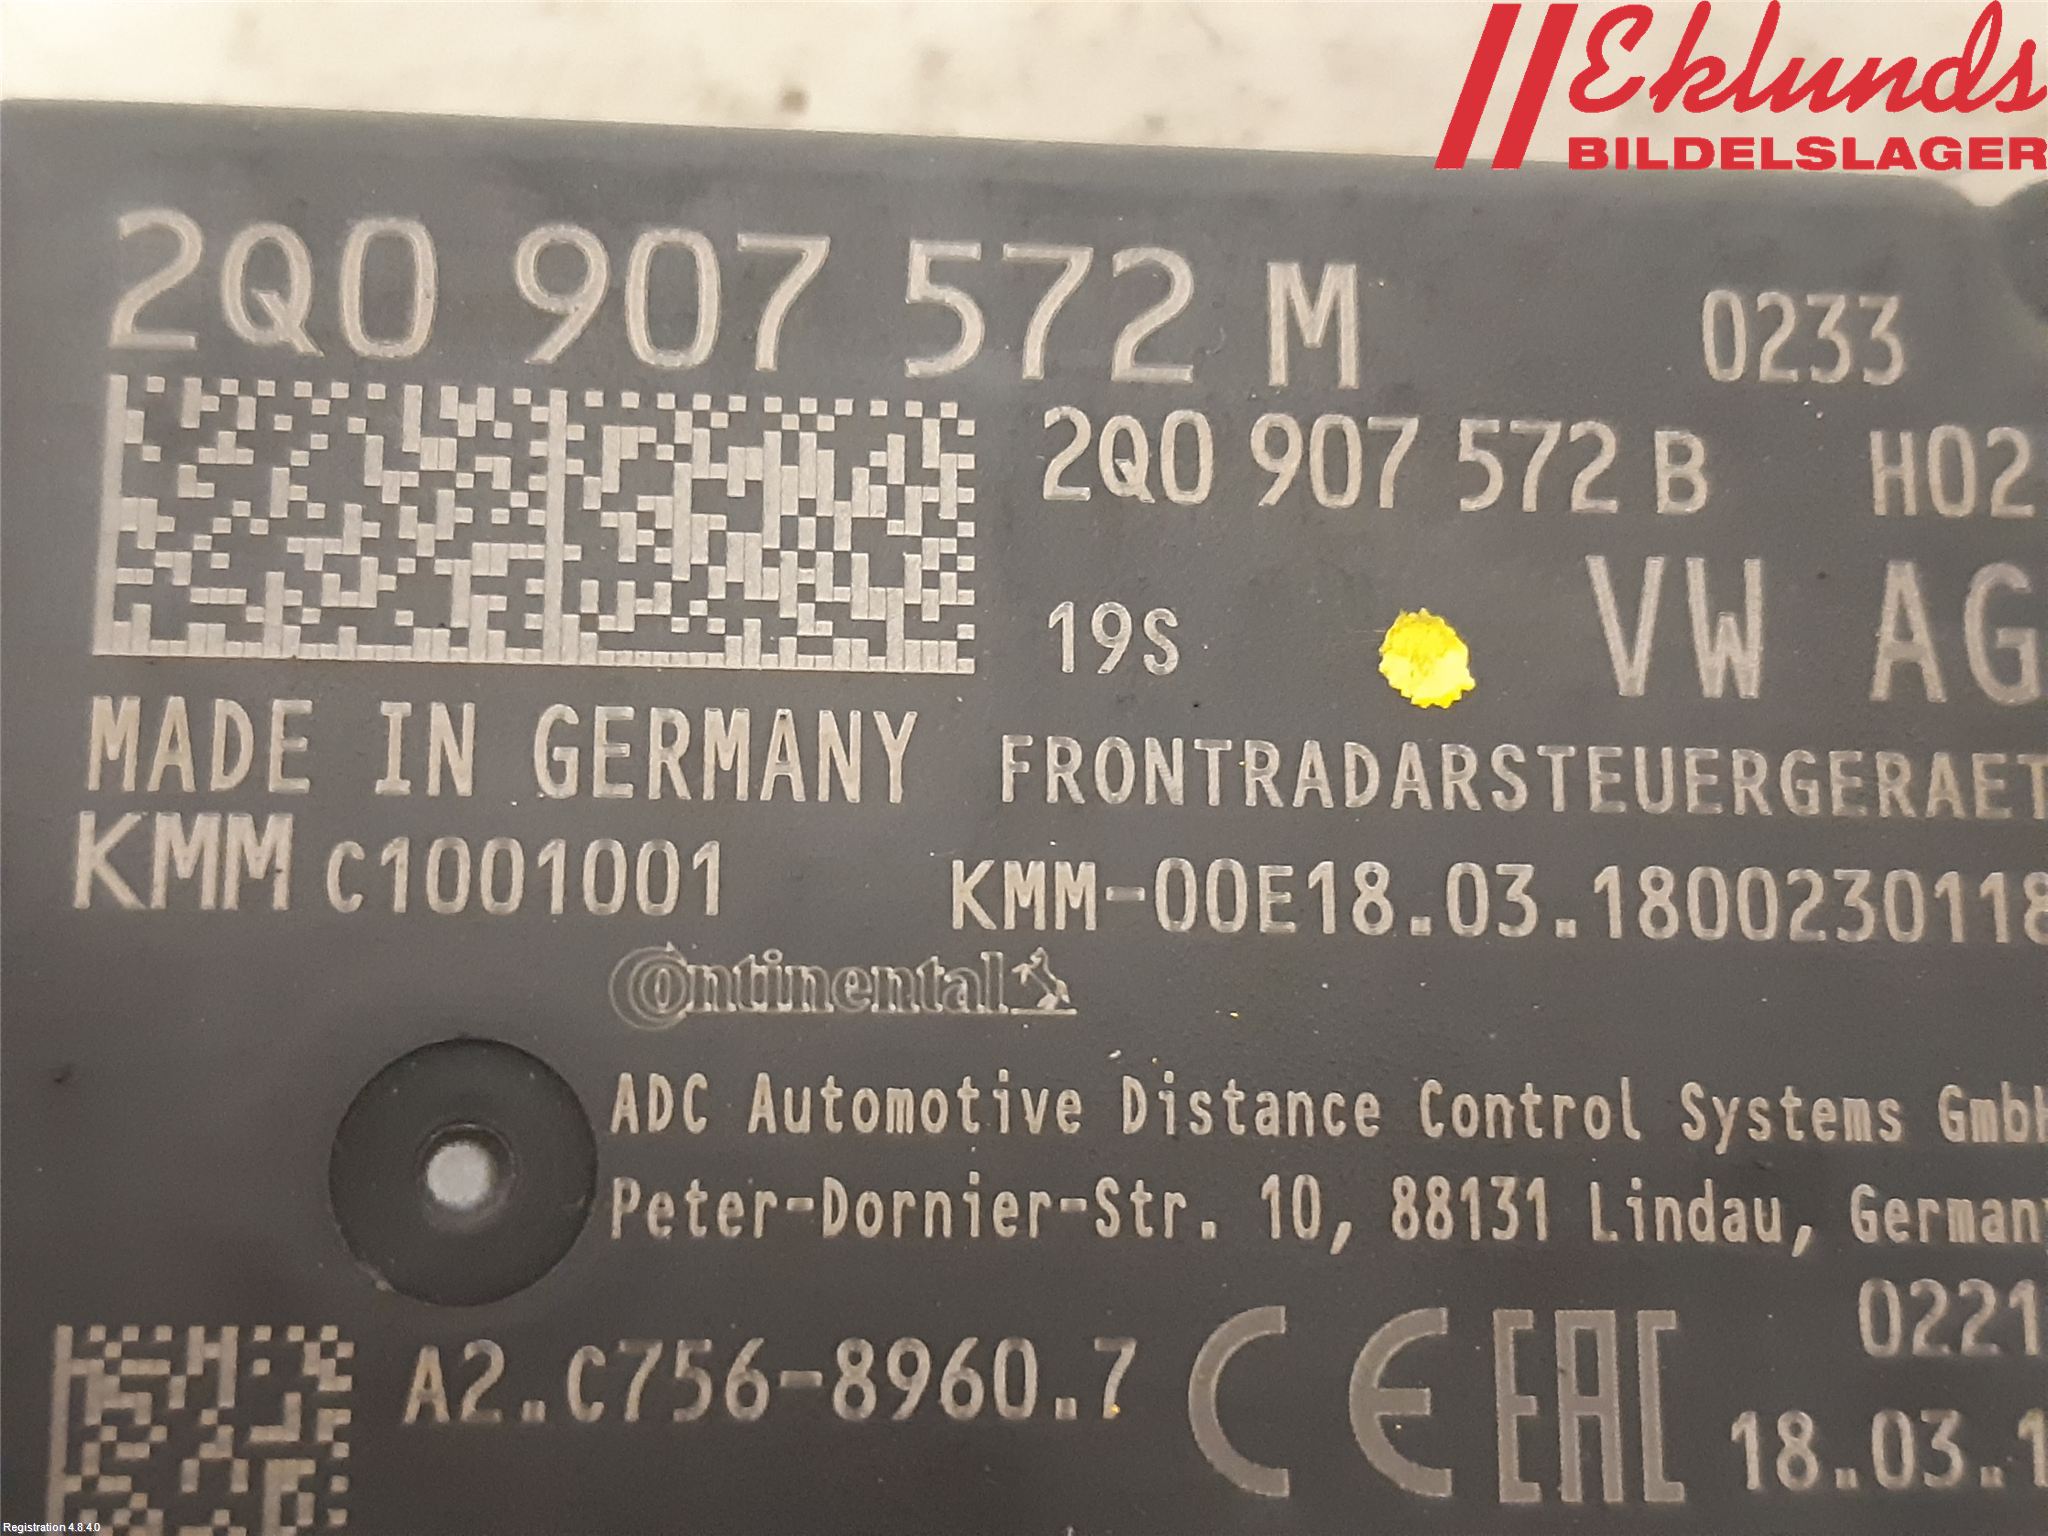 Eklunds
BILDELSLAGER
2Q0 907 572 M 0233
2Q0 907 572 B H02
19S VW AG
MADE IN GERMANY FRONTRADARSTEUERGERAET
KMM C1001001 KMM-00E18.03.1800230118
Continental
ADC Automotive Distance Control Systems GmbH
Peter-Dornier-Str. 10, 88131 Lindau, Germany
0221
A2.C756-8960.7 CE EAC
18.03.1
Registration 4.8.4.0